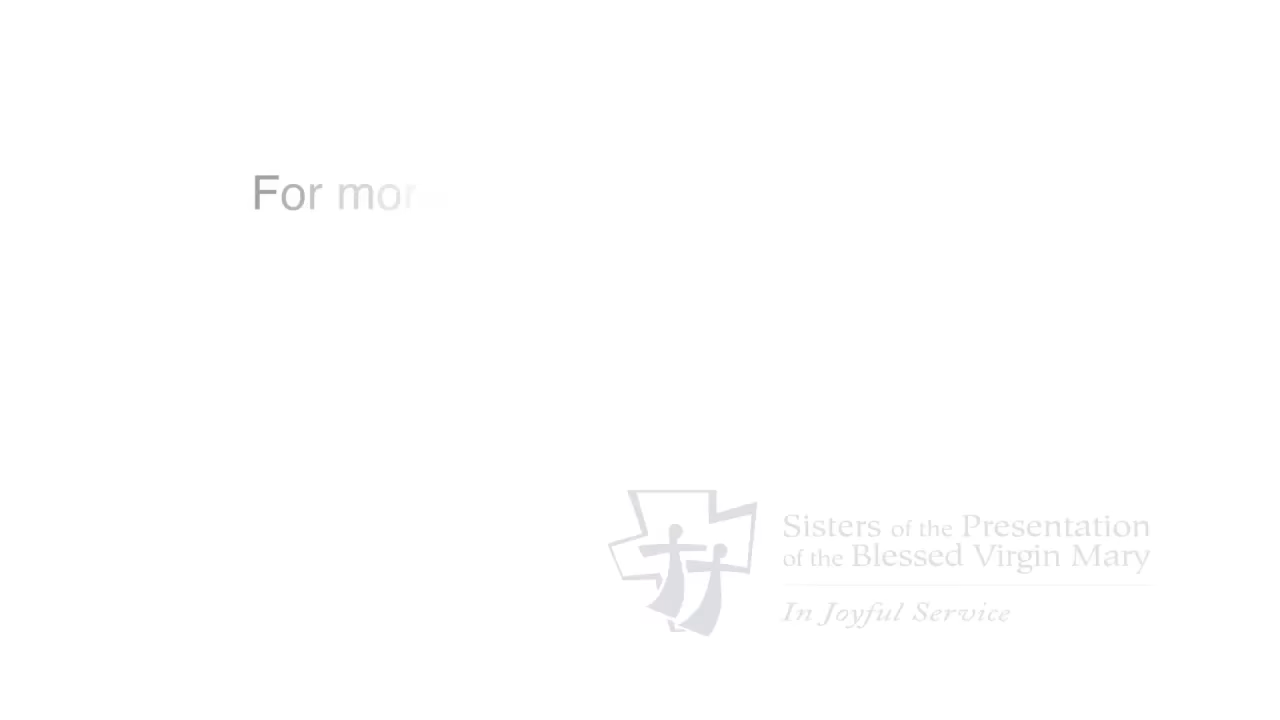 For mor
Sisters of the Presentation
of the Blessed Virgin Mary
In Joyful Service